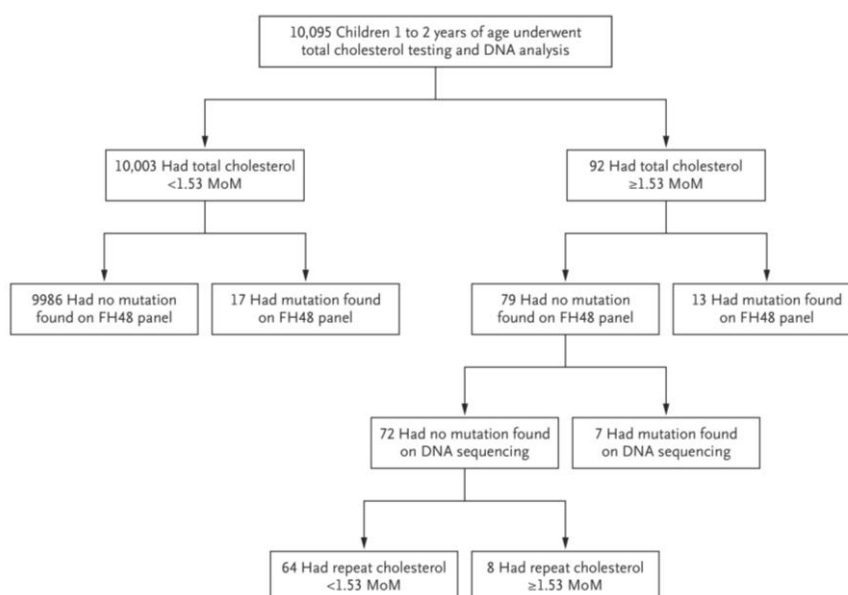 10,095 Children 1 to 2 years of age underwent
total cholesterol testing and DNA analysis
10,003 Had total cholesterol
<1.53 MoM
92 Had total cholesterol
≥1.53 MoM
9986 Had no mutation
found on FH48 panel
17 Had mutation found
on FH48 panel
79 Had no mutation
found on FH48 panel
13 Had mutation found
on FH48 panel
72 Had no mutation found
on DNA sequencing
7 Had mutation found
on DNA sequencing
64 Had repeat cholesterol
<1.53 MoM
8 Had repeat cholesterol
≥1.53 MoM